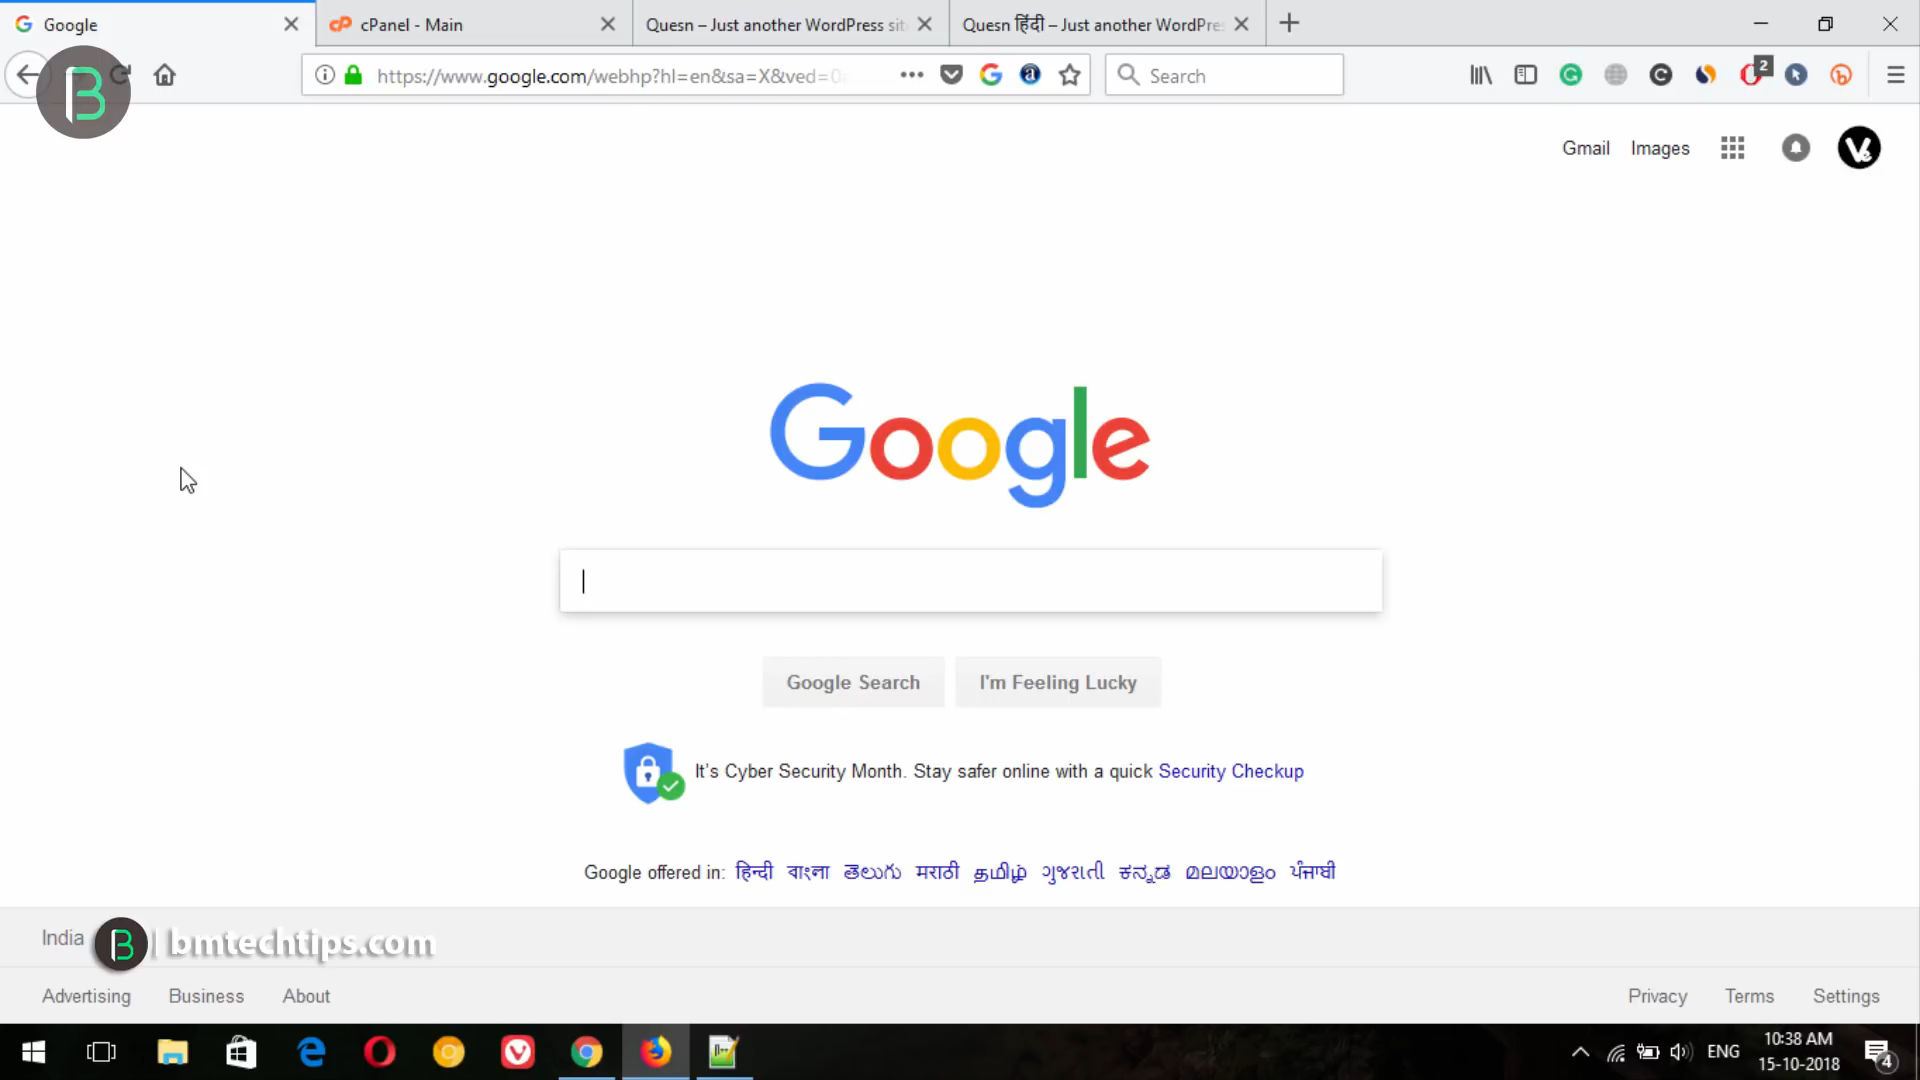 Google
cPanel - Main
Quesn – Just another WordPress sit
Quesn हिंदी – Just another WordPres
https://www.google.com/webhp?hl=en&sa=X&ved=0
Search
2
Gmail
Images
Google
Google Search
I'm Feeling Lucky
It's Cyber Security Month. Stay safer online with a quick Security Checkup
Google offered in: हिन्दी বাংলা తెలుగు मराठी தமிழ் ગુજરાતી ಕನ್ನಡ മലയാളം ਪੰਜਾਬੀ
India
| bmtechtips.com
Advertising Business About
Privacy Terms Settings
ENG
10:38 AM
15-10-2018
4